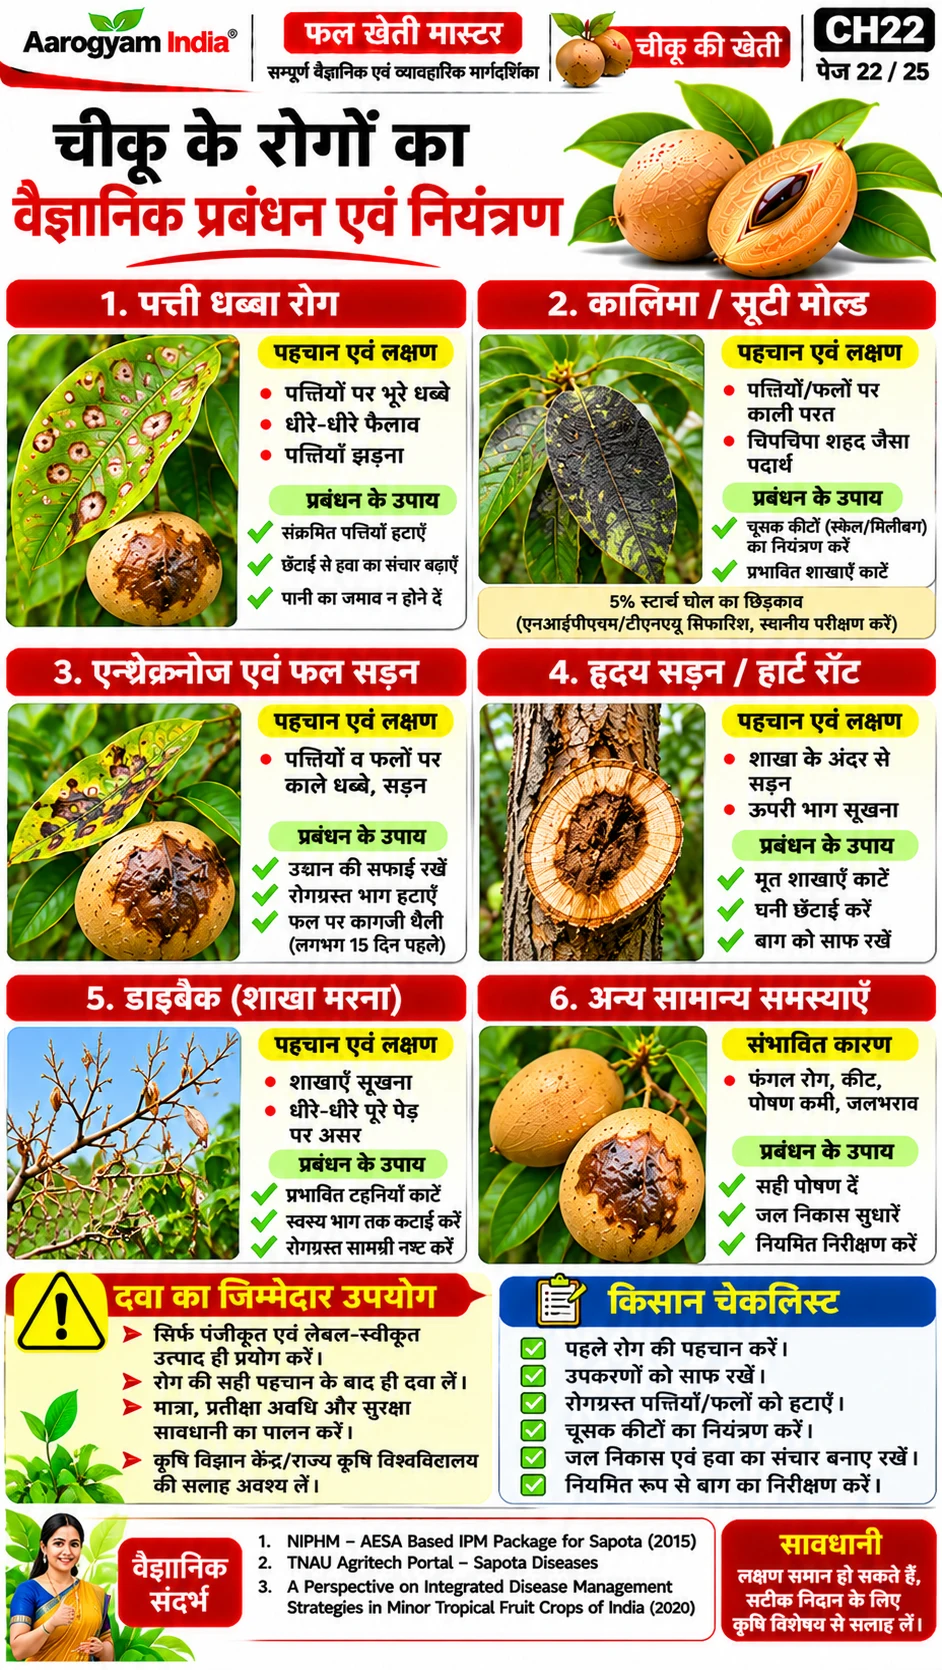 Aarogyam India®
फल खेती मास्टर
सम्पूर्ण वैज्ञानिक एवं व्यावहारिक मार्गदर्शिका
चीकू की खेती
CH22
पेज 22 / 25
चीकू के रोगों का
वैज्ञानिक प्रबंधन एवं नियंत्रण
1. पत्ती धब्बा रोग
पहचान एवं लक्षण
• पत्तियों पर भूरे धब्बे
• धीरे-धीरे फैलाव
• पत्तियाँ झड़ना
प्रबंधन के उपाय
संक्रमित पत्तियाँ हटाएँ
छँटाई से हवा का संचार बढ़ाएँ
पानी का जमाव न होने दें
2. कालिमा / सूटी मोल्ड
पहचान एवं लक्षण
• पत्तियों/फलों पर
काली परत
• चिपचिपा शहद जैसा
पदार्थ
प्रबंधन के उपाय
चूसक कीटों (स्केल/मिलीबग)
का नियंत्रण करें
प्रभावित शाखाएँ काटें
5% स्टार्च घोल का छिड़काव
(एनआईपीएचम/टीएनएयू सिफारिश, स्थानीय परीक्षण करें)
3. एन्थ्रेक्रनोज एवं फल सड़न
पहचान एवं लक्षण
• पत्तियों व फलों पर
काले धब्बे, सड़न
प्रबंधन के उपाय
उद्यान की सफाई रखें
रोगग्रस्त भाग हटाएँ
फल पर कागजी थैली
(लगभग 15 दिन पहले)
4. हृदय सड़न / हार्ट रॉट
पहचान एवं लक्षण
• शाखा के अंदर से
सड़न
• ऊपरी भाग सूखना
प्रबंधन के उपाय
मृत शाखाएँ काटें
घनी छँटाई करें
बाग को साफ रखें
5. डाइबैक (शाखा मरना)
पहचान एवं लक्षण
• शाखाएँ सूखना
• धीरे-धीरे पूरे पेड़
पर असर
प्रबंधन के उपाय
प्रभावित टहनियाँ काटें
स्वस्थ भाग तक कटाई करें
रोगग्रस्त सामग्री नष्ट करें
6. अन्य सामान्य समस्याएँ
संभावित कारण
• फंगल रोग, कीट,
पोषण कमी, जलभराव
प्रबंधन के उपाय
सही पोषण दें
जल निकास सुधारें
नियमित निरीक्षण करें
दवा का जिम्मेदार उपयोग
सिर्फ पंजीकृत एवं लेबल-स्वीकृत
उत्पाद ही प्रयोग करें।
रोग की सही पहचान के बाद ही दवा लें।
मात्रा, प्रतीक्षा अवधि और सुरक्षा
सावधानी का पालन करें।
कृषि विज्ञान केंद्र/राज्य कृषि विश्वविद्यालय
की सलाह अवश्य लें।
किसान चेकलिस्ट
पहले रोग की पहचान करें।
उपकरणों को साफ रखें।
रोगग्रस्त पत्तियों/फलों को हटाएँ।
चूसक कीटों का नियंत्रण करें।
जल निकास एवं हवा का संचार बनाए रखें।
नियमित रूप से बाग का निरीक्षण करें।
वैज्ञानिक
संदर्भ
1. NIPHM – AESA Based IPM Package for Sapota (2015)
2. TNAU Agritech Portal – Sapota Diseases
3. A Perspective on Integrated Disease Management
Strategies in Minor Tropical Fruit Crops of India (2020)
सावधानी
लक्षण समान हो सकते हैं,
सटीक निदान के लिए
कृषि विशेषय से सलाह लें।